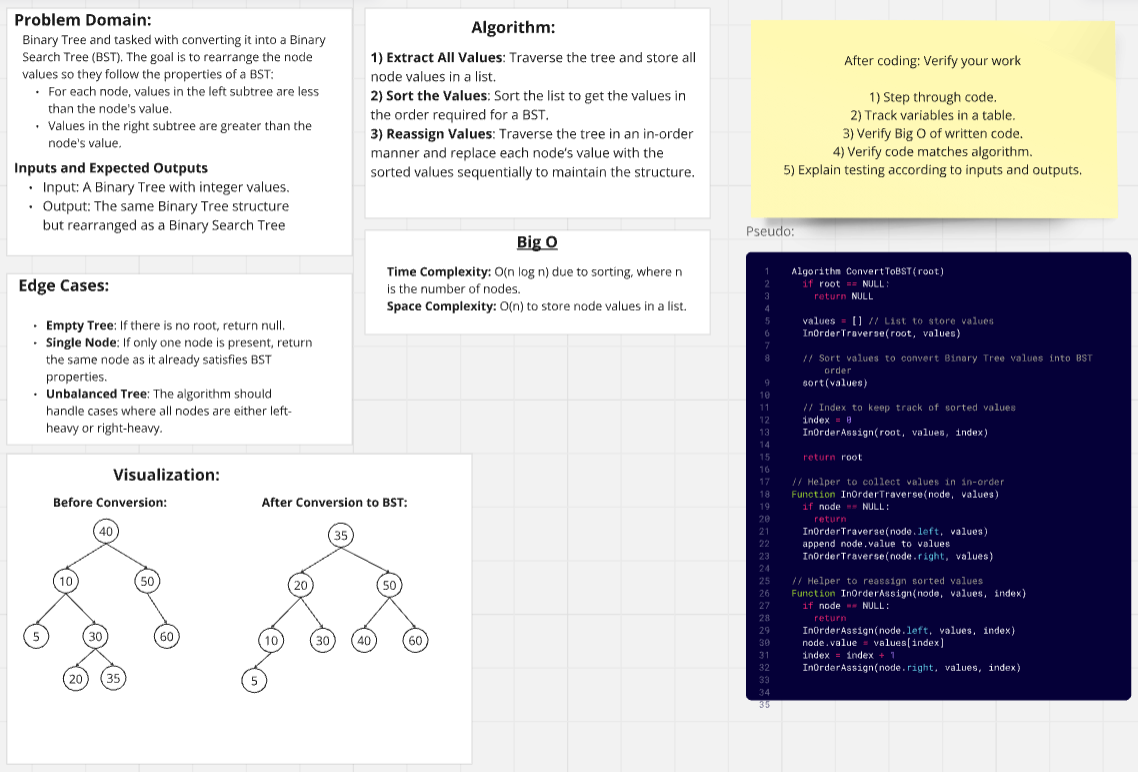 Problem Domain:
Binary Tree and tasked with converting it into a Binary
Search Tree (BST). The goal is to rearrange the node
values so they follow the properties of a BST:
• For each node, values in the left subtree are less
than the node's value.
• Values in the right subtree are greater than the
node's value.
Inputs and Expected Outputs
• Input: A Binary Tree with integer values.
• Output: The same Binary Tree structure
but rearranged as a Binary Search Tree
Edge Cases:
• Empty Tree: If there is no root, return null.
• Single Node: If only one node is present, return
the same node as it already satisfies BST
properties.
• Unbalanced Tree: The algorithm should
handle cases where all nodes are either left-
heavy or right-heavy.
Algorithm:
1) Extract All Values: Traverse the tree and store all
node values in a list.
2) Sort the Values: Sort the list to get the values in
the order required for a BST.
3) Reassign Values: Traverse the tree in an in-order
manner and replace each node's value with the
sorted values sequentially to maintain the structure.
Big O
Time Complexity: O(n log n) due to sorting, where n
is the number of nodes.
Space Complexity: O(n) to store node values in a list.
Visualization:
Before Conversion:
40
10 50
5 30 60
20 35
After Conversion to BST:
35
20 50
10 30 40 60
5
After coding: Verify your work
1) Step through code.
2) Track variables in a table.
3) Verify Big O of written code.
4) Verify code matches algorithm.
5) Explain testing according to inputs and outputs.
Pseudo:
1 Algorithm ConvertToBST(root)
2 if root == NULL:
3 return NULL
4
5 values = [] // List to store values
6 InOrderTraverse(root, values)
7
8 // Sort values to convert Binary Tree values into BST
order
9 sort(values)
10
11 // Index to keep track of sorted values
12 index = 0
13 InOrderAssign(root, values, index)
14
15 return root
16
17 // Helper to collect values in in-order
18 Function InOrderTraverse(node, values)
19 if node == NULL:
20 return
21 InOrderTraverse(node.left, values)
22 append node.value to values
23 InOrderTraverse(node.right, values)
24
25 // Helper to reassign sorted values
26 Function InOrderAssign(node, values, index)
27 if node == NULL:
28 return
29 InOrderAssign(node.left, values, index)
30 node.value = values[index]
31 index = index + 1
32 InOrderAssign(node.right, values, index)
33
34
35